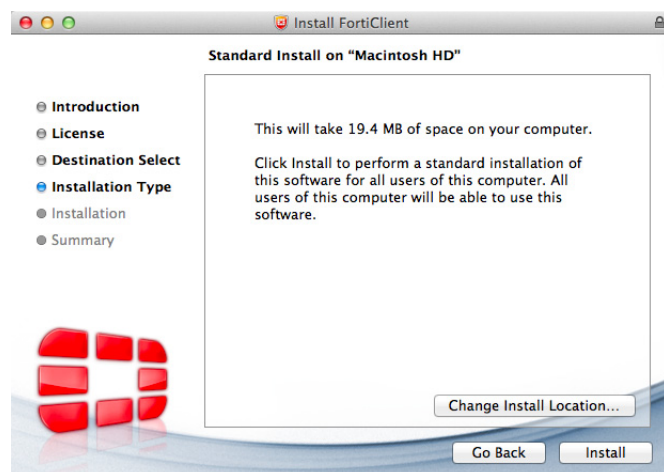 Install FortiClient
Standard Install on "Macintosh HD"
Introduction
License
Destination Select
Installation Type
Installation
Summary
This will take 19.4 MB of space on your computer.
Click Install to perform a standard installation of
this software for all users of this computer. All
users of this computer will be able to use this
software.
Change Install Location...
Go Back
Install